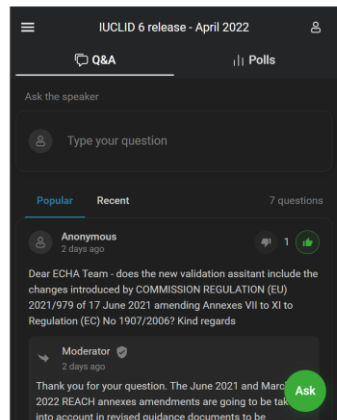 IUCLID 6 release - April 2022
Q&A
Polls
Ask the speaker
Type your question
Popular Recent 7 questions
Anonymous
2 days ago
1
Dear ECHA Team - does the new validation assitant include the
changes introduced by COMMISSION REGULATION (EU)
2021/979 of 17 June 2021 amending Annexes VII to XI to
Regulation (EC) No 1907/2006? Kind regards
Moderator
2 days ago
Thank you for your question. The June 2021 and
2022 REACH annexes amendments are going to be
into account in revised guidance documents to be
Ask